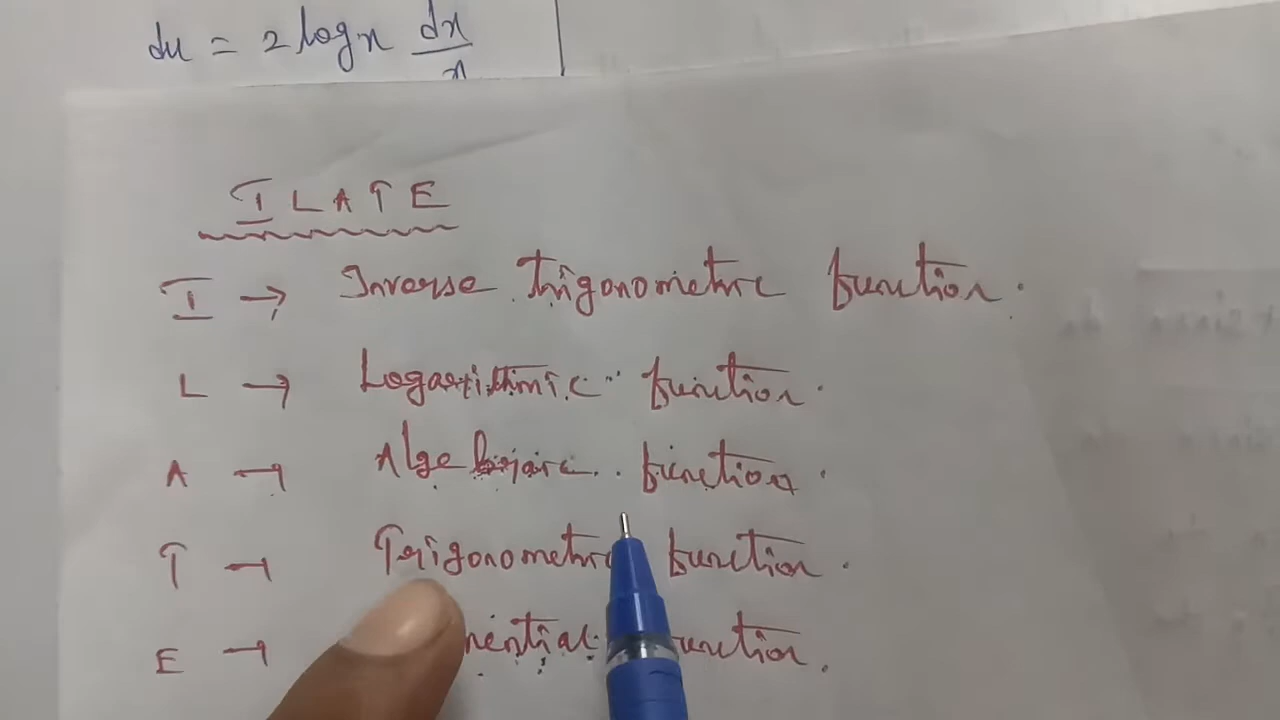 du = 2 log x dx/x
ILATE
I → Inverse trigonometric function.
L → Logarithmic function.
A → Algebraic function.
T → Trigonometric function.
E → function.